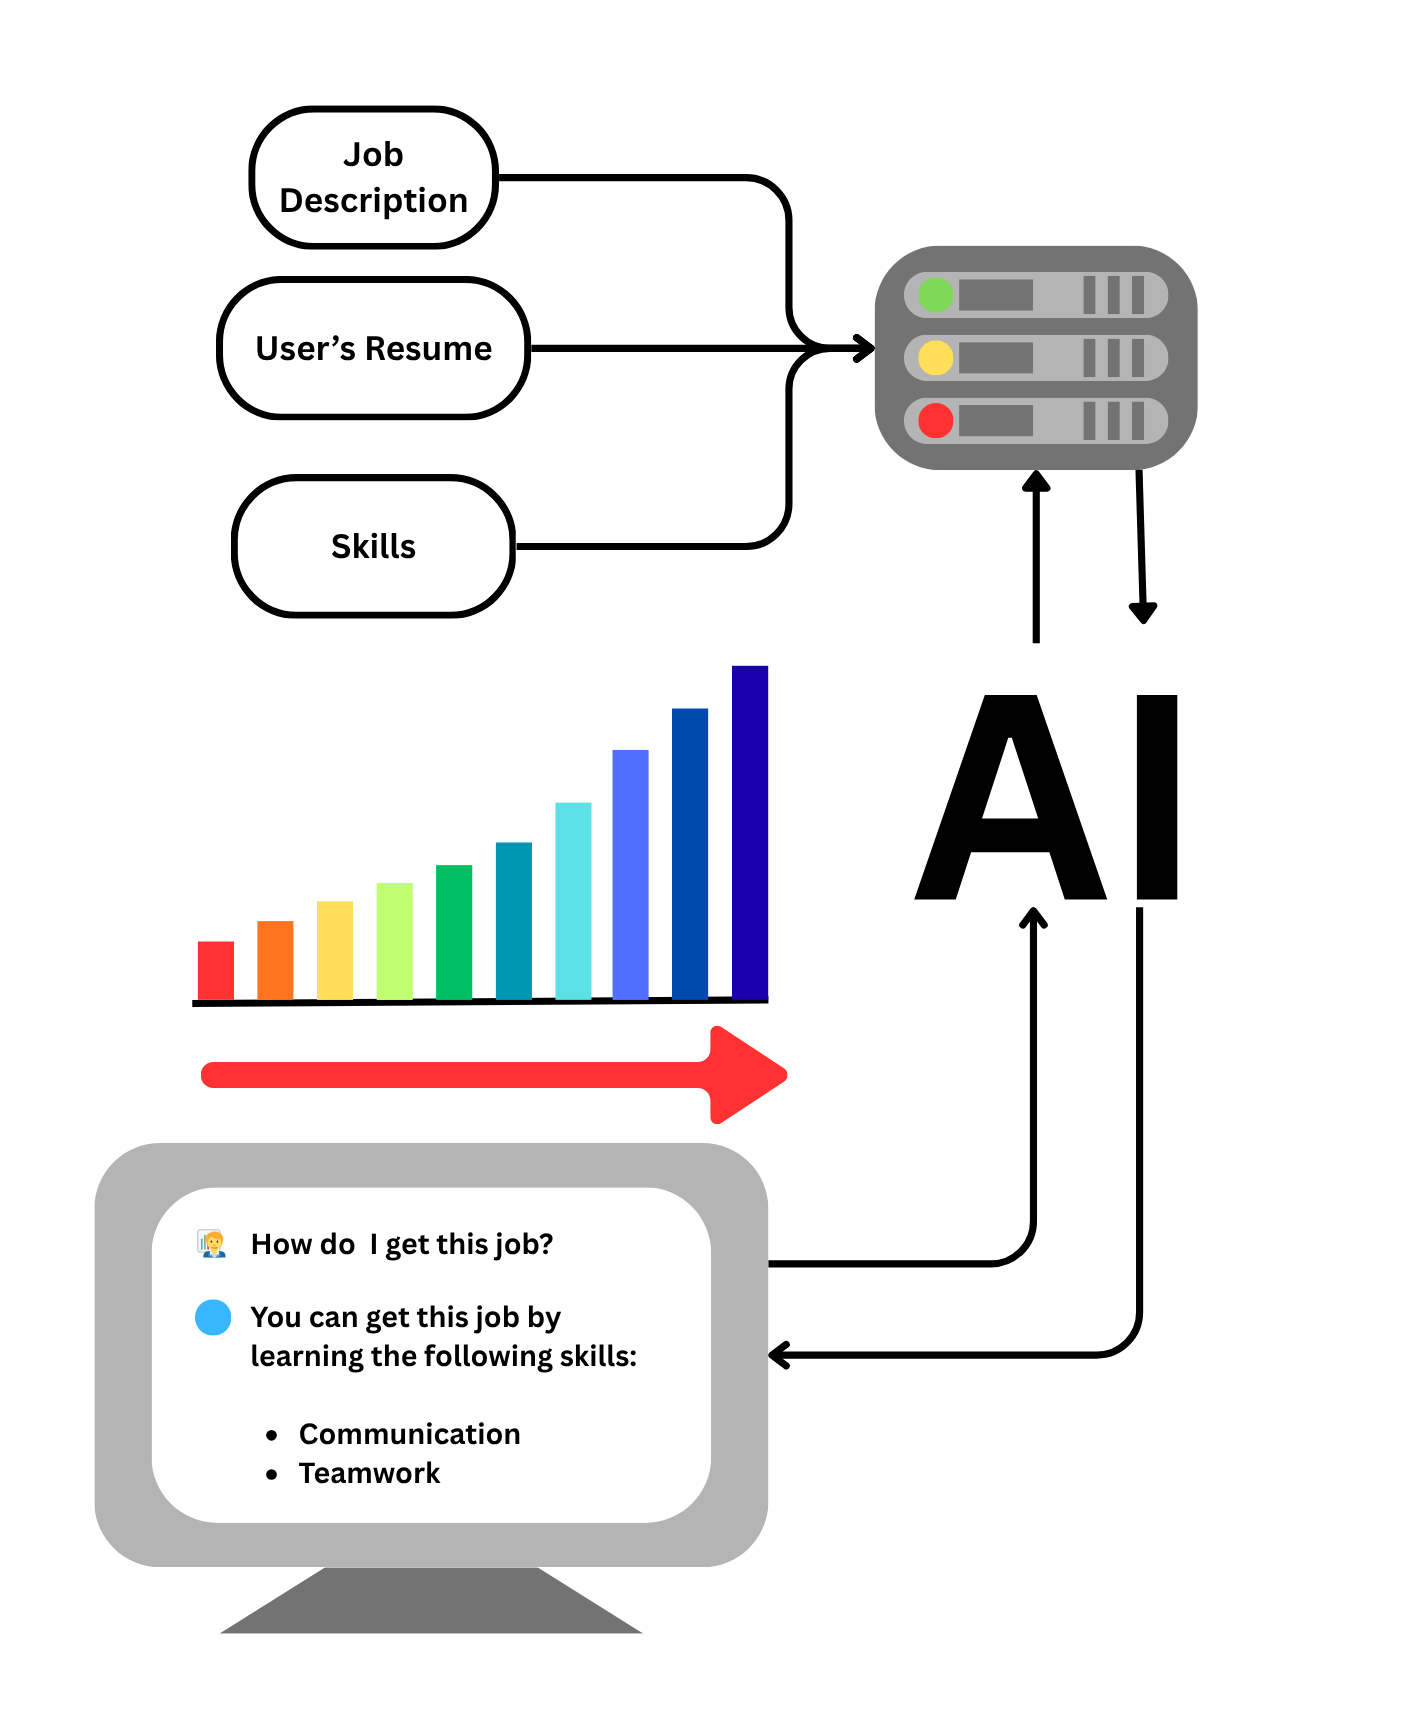 Job
Description
User’s Resume
Skills
AI
How do  I get this job?
You can get this job by
learning the following skills:
Communication
Teamwork